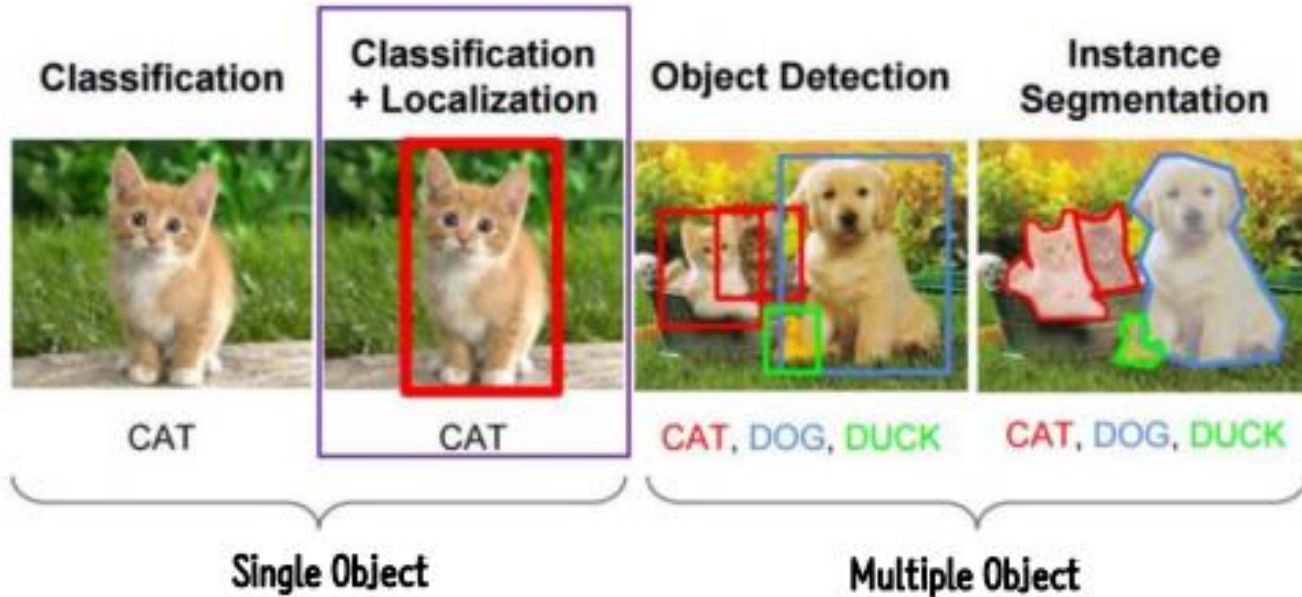 Classification
Classification
+ Localization
Object Detection
Instance
Segmentation
CAT
CAT
CAT, DOG, DUCK
CAT, DOG, DUCK
Single Object
Multiple Object